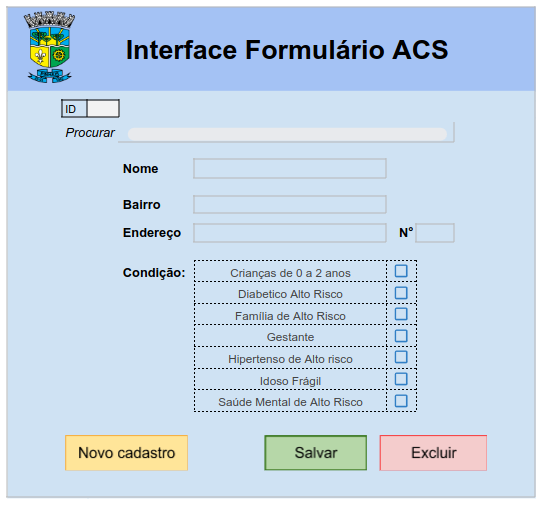 Interface Formulário ACS
ID
Procurar
Nome
Bairro
Endereço N°
Condição: Crianças de 0 a 2 anos
Diabetico Alto Risco
Família de Alto Risco
Gestante
Hipertenso de Alto risco
Idoso Frágil
Saúde Mental de Alto Risco
Novo cadastro Salvar Excluir